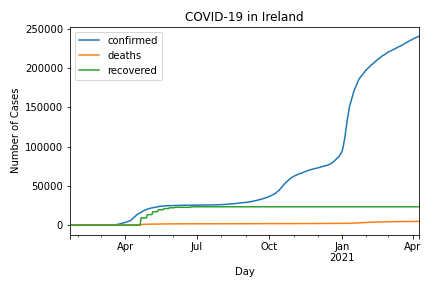 COVID-19 in Ireland
250000
200000
150000
100000
50000
0
Number of Cases
confirmed
deaths
recovered
Apr Jul Oct Jan Apr
2021
Day